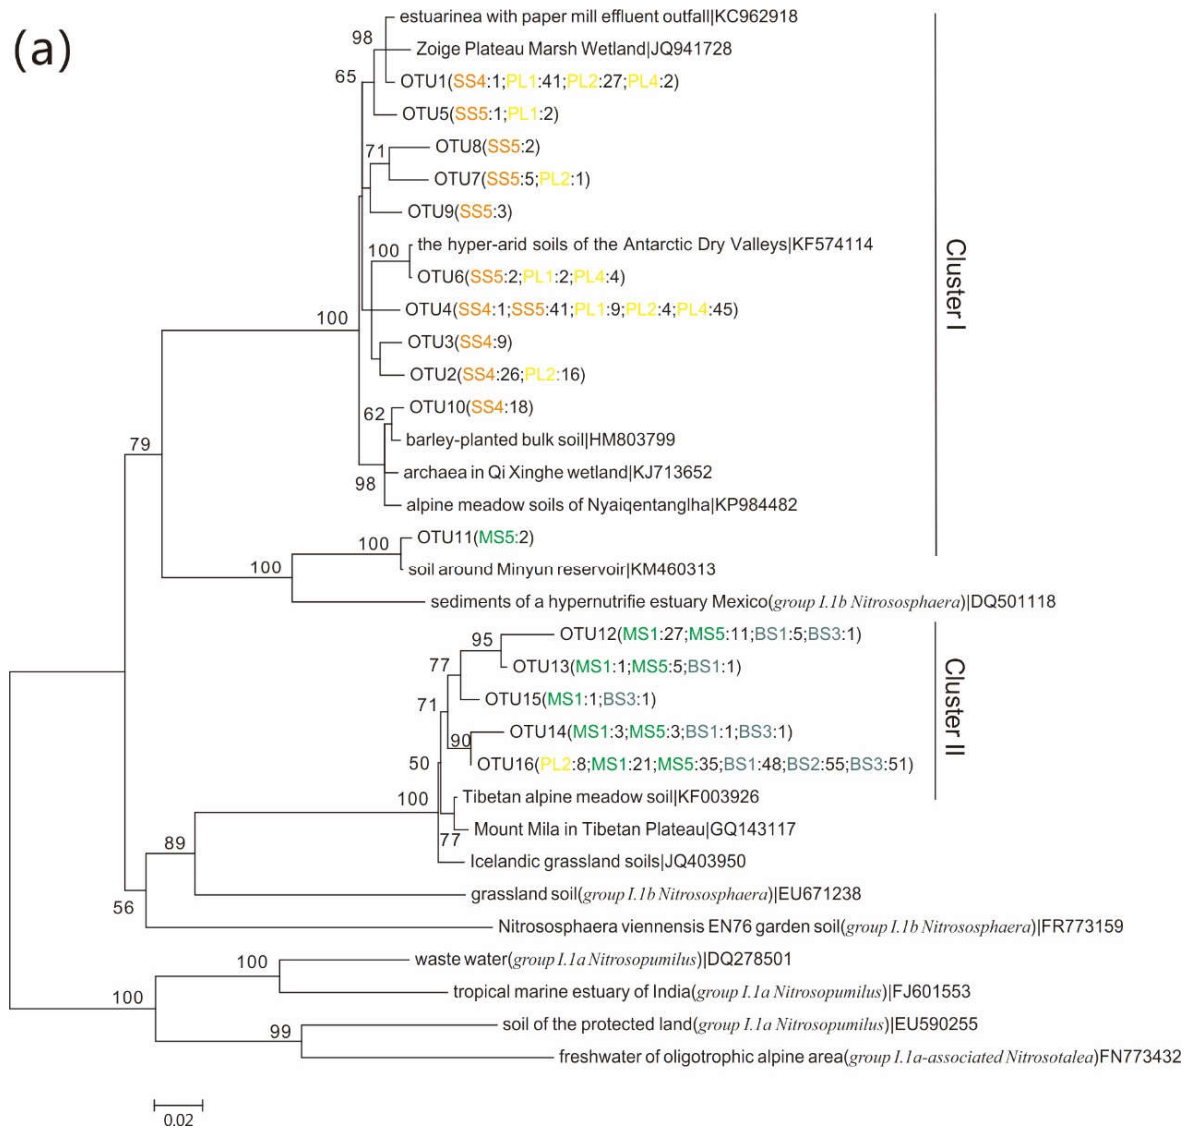 (a)
estuarinea with paper mill effluent outfall|KC962918
98
Zoige Plateau Marsh Wetland|JQ941728
65
OTU1(SS4:1;PL1:41;PL2:27;PL4:2)
OTU5(SS5:1;PL1:2)
71
OTU8(SS5:2)
OTU7(SS5:5;PL2:1)
OTU9(SS5:3)
100
the hyper-arid soils of the Antarctic Dry Valleys|KF574114
OTU6(SS5:2;PL1:2;PL4:4)
OTU4(SS4:1;SS5:41;PL1:9;PL2:4;PL4:45)
100
OTU3(SS4:9)
OTU2(SS4:26;PL2:16)
62
OTU10(SS4:18)
barley-planted bulk soil|HM803799
79
archaea in Qi Xinghe wetland|KJ713652
98
alpine meadow soils of Nyaiqentanglha|KP984482
Cluster I
100
OTU11(MS5:2)
100
soil around Minyun reservoir|KM460313
sediments of a hypernutrifie estuary Mexico(group I.1b Nitrososphaera)|DQ501118
95
OTU12(MS1:27;MS5:11;BS1:5;BS3:1)
77
OTU13(MS1:1;MS5:5;BS1:1)
71
OTU15(MS1:1;BS3:1)
90
OTU14(MS1:3;MS5:3;BS1:1;BS3:1)
50
OTU16(PL2:8;MS1:21;MS5:35;BS1:48;BS2:55;BS3:51)
Cluster II
100
Tibetan alpine meadow soil|KF003926
77
Mount Mila in Tibetan Plateau|GQ143117
89
Icelandic grassland soils|JQ403950
grassland soil(group I.1b Nitrososphaera)|EU671238
56
Nitrososphaera viennensis EN76 garden soil(group I.1b Nitrososphaera)|FR773159
100
waste water(group I.1a Nitrosopumilus)|DQ278501
100
tropical marine estuary of India(group I.1a Nitrosopumilus)|FJ601553
99
soil of the protected land(group I.1a Nitrosopumilus)|EU590255
freshwater of oligotrophic alpine area(group I.1a-associated Nitrosotalea)FN773432
0.02